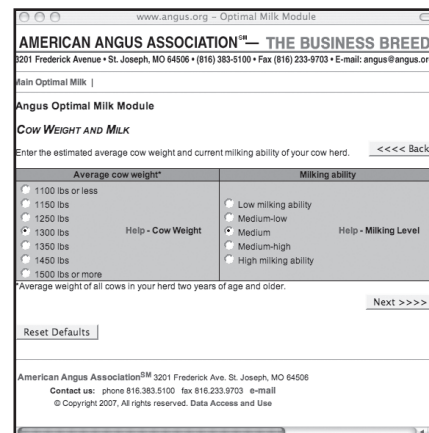 www.angus.org – Optimal Milk Module
AMERICAN ANGUS ASSOCIATION℠— THE BUSINESS BREED
3201 Frederick Avenue • St. Joseph, MO 64506 • (816) 383-5100 • Fax (816) 233-9703 • E-mail: angus@angus.or
Main Optimal Milk |
Angus Optimal Milk Module
COW WEIGHT AND MILK
Enter the estimated average cow weight and current milking ability of your cow herd. <<<< Back
Average cow weight* Milking ability
1100 lbs or less
1150 lbs Low milking ability
1250 lbs Medium-low
1300 lbs Help - Cow Weight Medium Help - Milking Level
1350 lbs Medium-high
1450 lbs High milking ability
1500 lbs or more
*Average weight of all cows in your herd two years of age and older.
Next >>>>
Reset Defaults
American Angus Association℠ 3201 Frederick Ave. St. Joseph, MO 64506
Contact us: phone 816.383.5100 fax 816.233.9703 e-mail
© Copyright 2007, All rights reserved. Data Access and Use